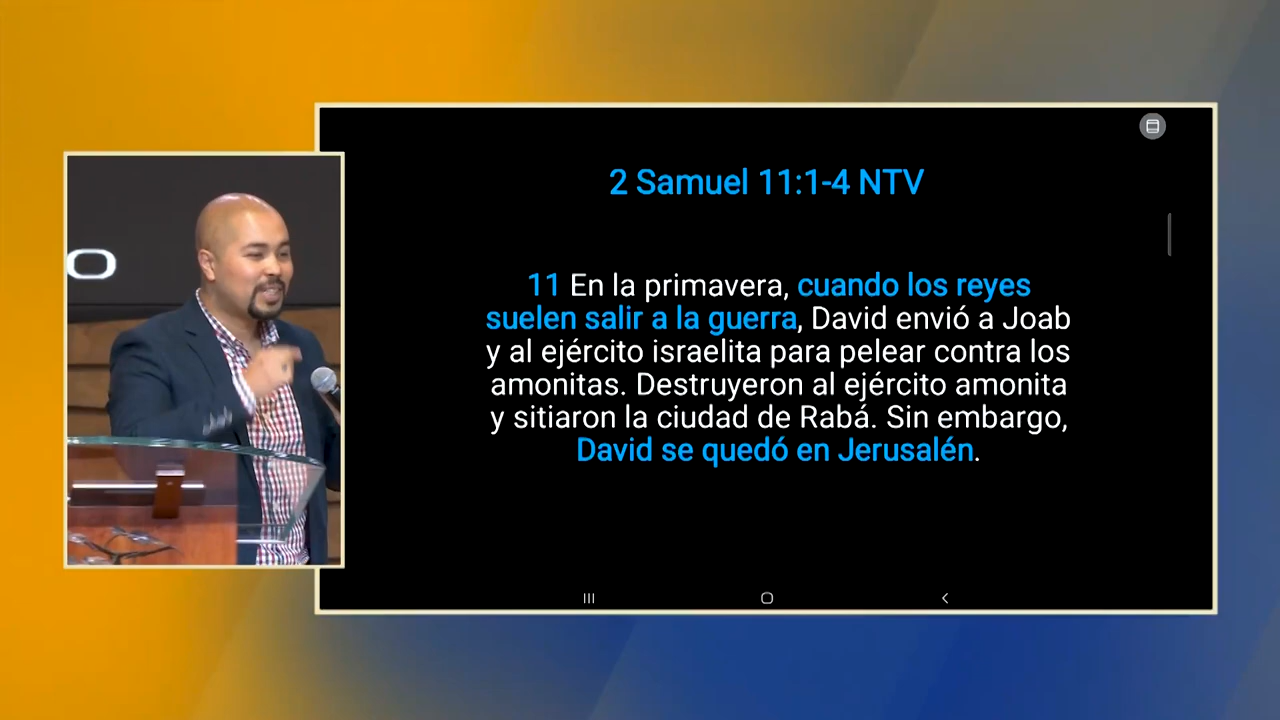 O
2 Samuel 11:1-4 NTV
11 En la primavera, cuando los reyes
suelen salir a la guerra, David envió a Joab
y al ejército israelita para pelear contra los
amonitas. Destruyeron al ejército amonita
y sitiaron la ciudad de Rabá. Sin embargo,
David se quedó en Jerusalén.